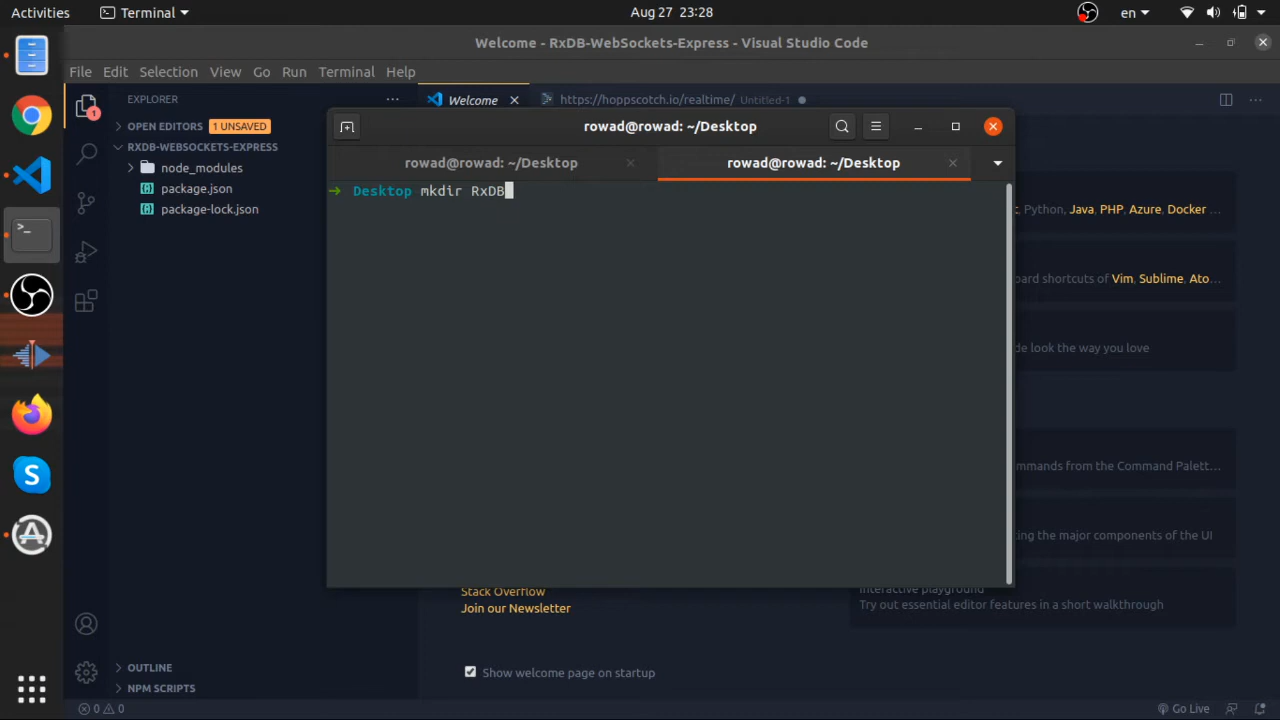 Activities
Terminal
Aug 27 23:28
en
Welcome - RxDB-WebSockets-Express - Visual Studio Code
File Edit Selection View Go Run Terminal Help
EXPLORER
Welcome
https://hoppscotch.io/realtime/ Untitled-1
1
OPEN EDITORS 1 UNSAVED
RXDB-WEBSOCKETS-EXPRESS
node_modules
package.json
package-lock.json
rowad@rowad: ~/Desktop
rowad@rowad: ~/Desktop
rowad@rowad: ~/Desktop
Desktop mkdir RxDB
Python, Java, PHP, Azure, Docker ...
shortcuts of Vim, Sublime, Ato...
look the way you love
from the Command Palett...
the major components of the UI
Stack Overflow
Interactive playground
Join our Newsletter
Try out essential editor features in a short walkthrough
OUTLINE
Show welcome page on startup
NPM SCRIPTS
0 0
Go Live